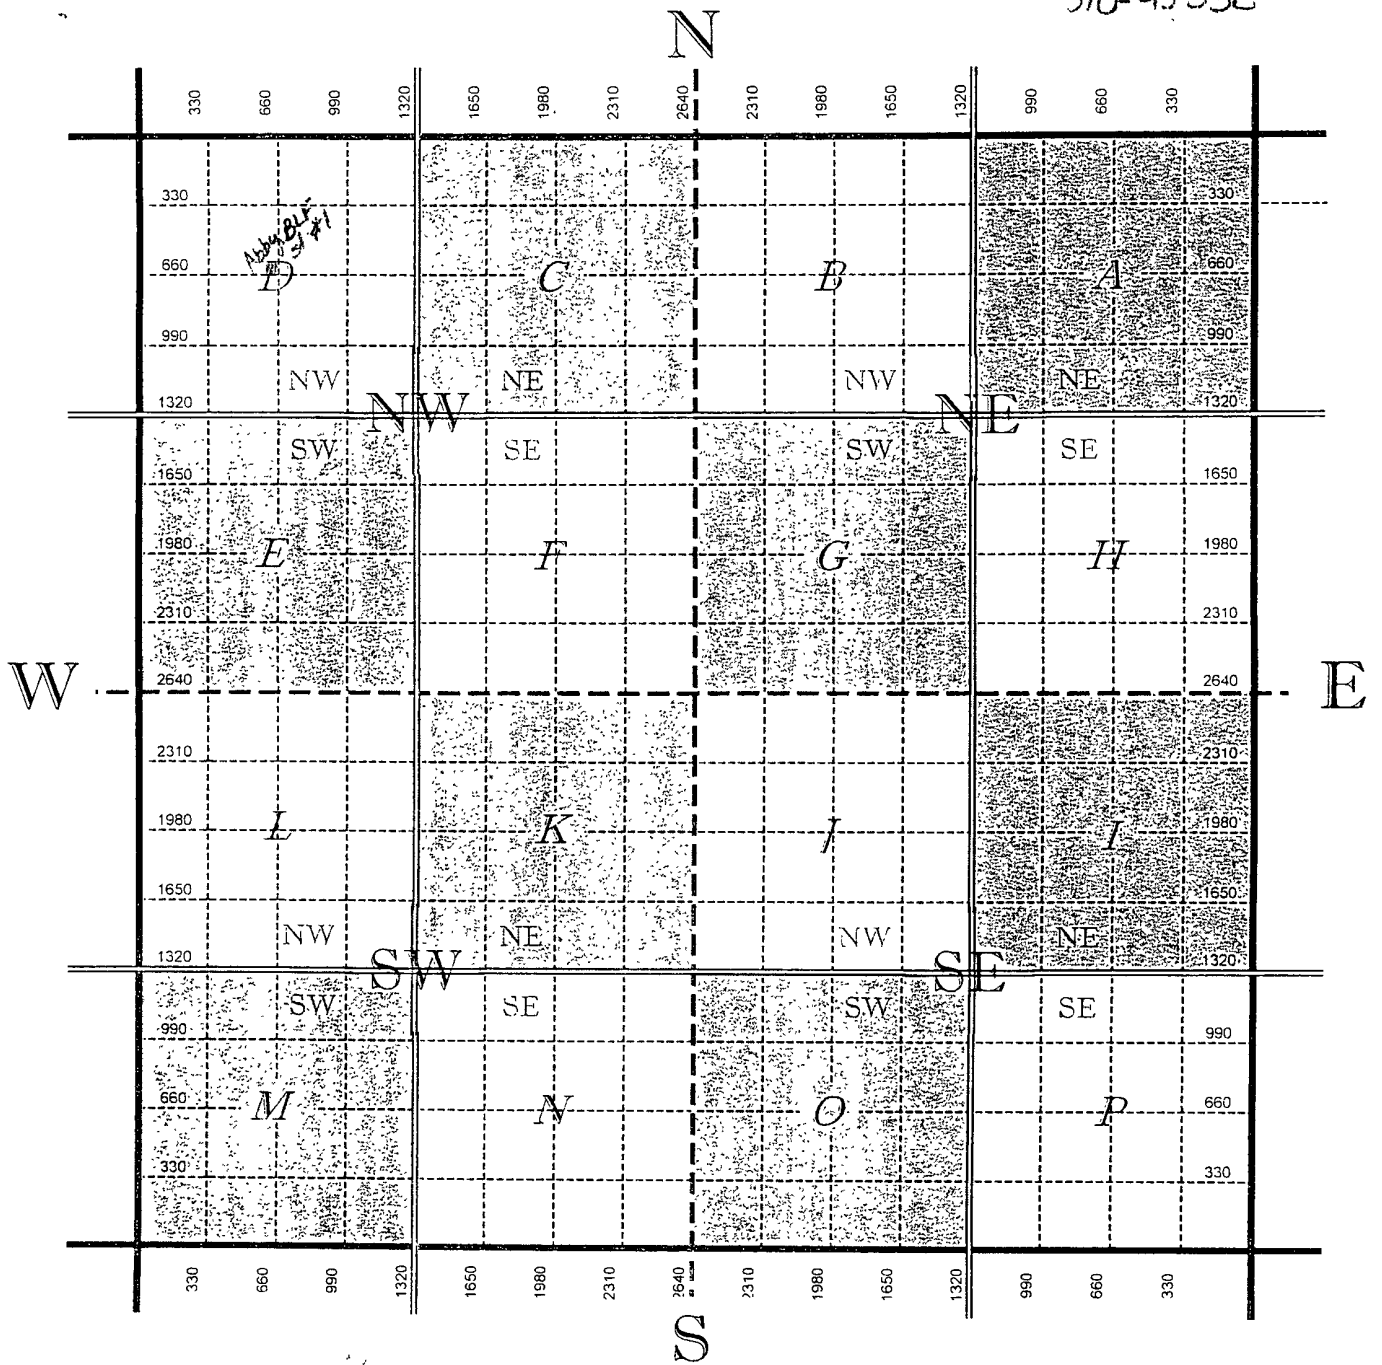 N
330 660 990 1320 1650 1980 2310 2640 2310 1980 1650 1320 990 660 330
330 330
Abby BLF
St #1
660 D C B A 660
990 990
NW NE NW NE
1320 NW NE 1320
SW SE SW SE
1650 1650
1980 E F G H 1980
2310 2310
W 2640 2640 E
2310 2310
1980 L K J I 1980
1650 1650
NW NE NW NE
1320 SW SE 1320
SW SE SW SE
990 990
660 M N O P 660
330 330
330 660 990 1320 1650 1980 2310 2640 2310 1980 1650 1320 990 660 330
S